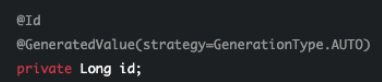 @Id
@GeneratedValue(strategy=GenerationType.AUTO)
private Long id;